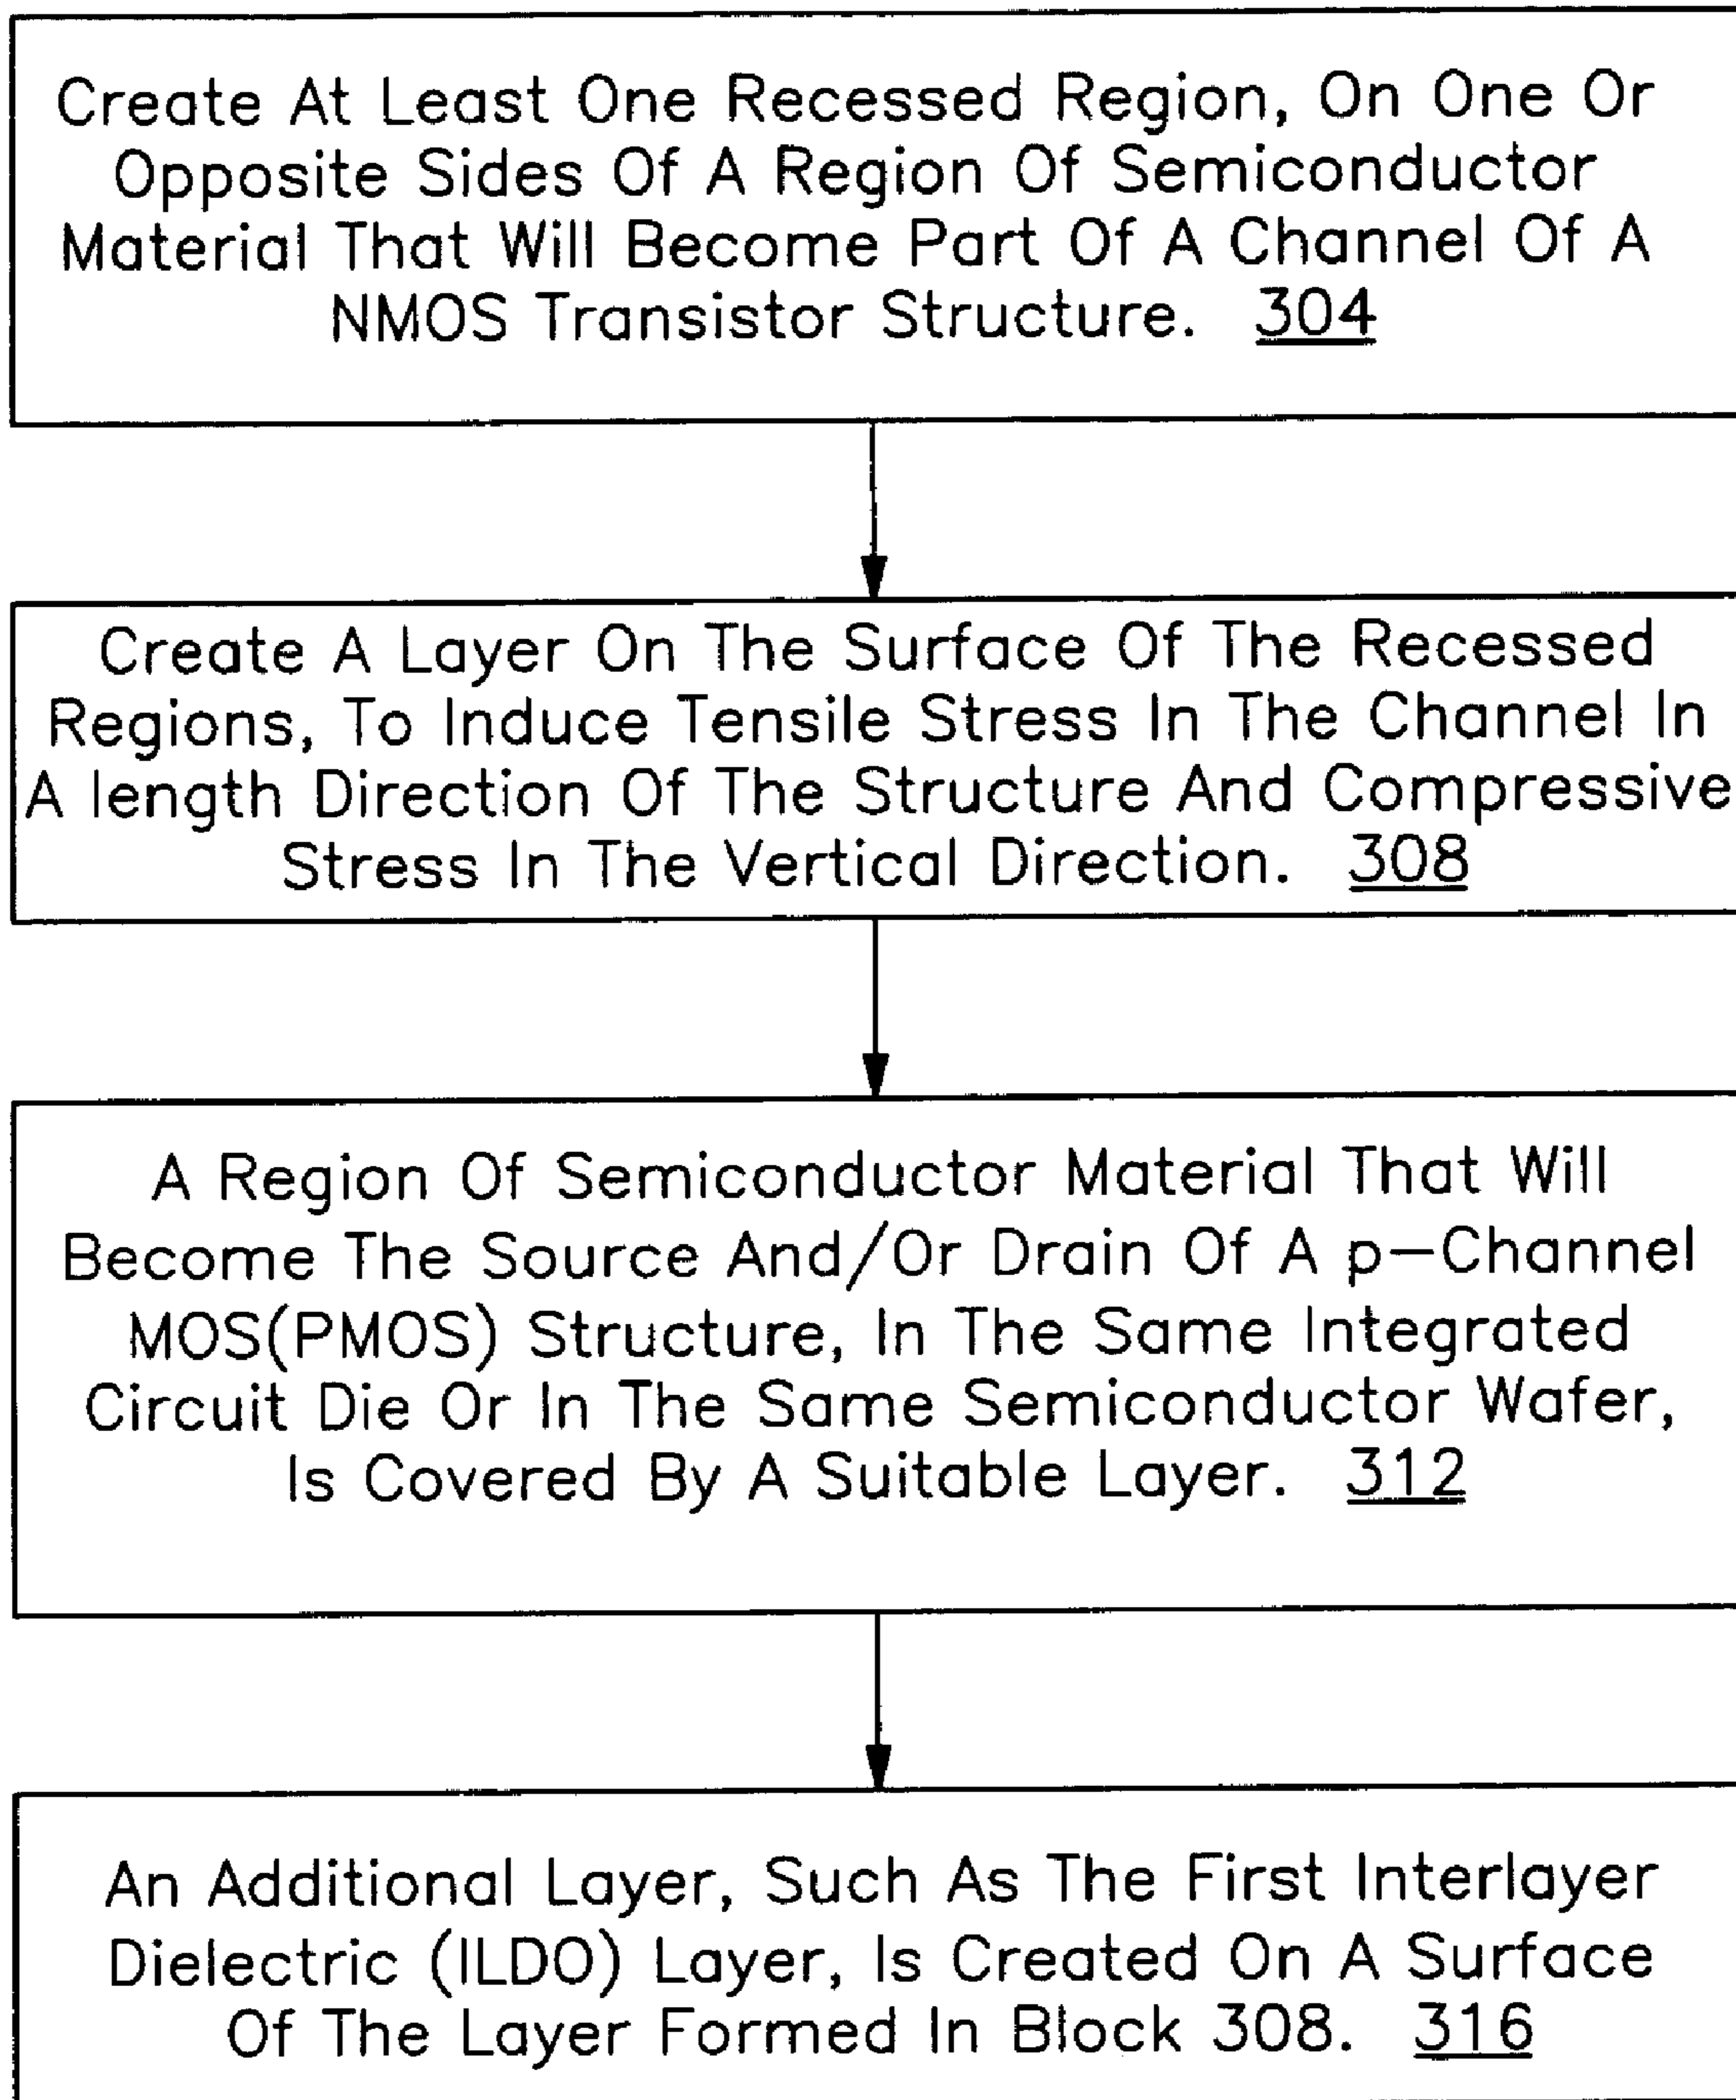 Create At Least One Recessed Region, On One Or
Opposite Sides Of A Region Of Semiconductor
Material That Will Become Part Of A Channel Of A
NMOS Transistor Structure. 304
Create A Layer On The Surface Of The Recessed
Regions, To Induce Tensile Stress In The Channel In
A length Direction Of The Structure And Compressive
Stress In The Vertical Direction. 308
A Region Of Semiconductor Material That Will
Become The Source And/Or Drain Of A p-Channel
MOS(PMOS) Structure, In The Same Integrated
Circuit Die Or In The Same Semiconductor Wafer,
Is Covered By A Suitable Layer. 312
An Additional Layer, Such As The First Interlayer
Dielectric (ILDO) Layer, Is Created On A Surface
Of The Layer Formed In Block 308. 316